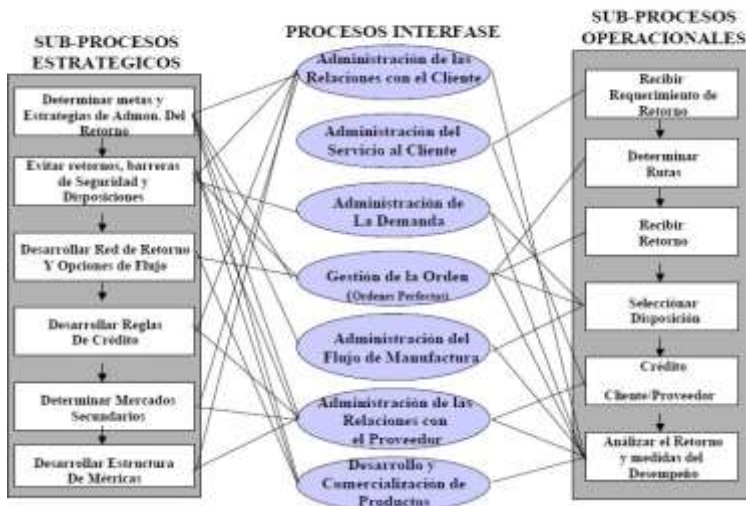 SUB-PROCESOS
ESTRATEGICOS
Determinar metas y
Estrategias de Admon. Del
Retorno
Evitar retornos, barreras
de Seguridad y
Disposiciones
Desarrollar Red de Retorno
Y Opciones de Flujo
Desarrollar Reglas
De Crédito
Determinar Mercados
Secundarios
Desarrollar Estructura
De Métricas
PROCESOS INTERFASE
Administración de las
Relaciones con el Cliente
Administración del
Servicio al Cliente
Administración de
La Demanda
Gestión de la Orden
(Ordenes Perfectas)
Administración del
Flujo de Manufactura
Administración de las
Relaciones con
el Proveedor
Desarrollo y
Comercialización de
Productos
SUB-PROCESOS
OPERACIONALES
Recibir
Requerimiento de
Retorno
Determinar
Rutas
Recibir
Retorno
Seleccionar
Disposición
Crédito
Cliente/Proveedor
Análizar el Retorno
y medidas del
Desempeño